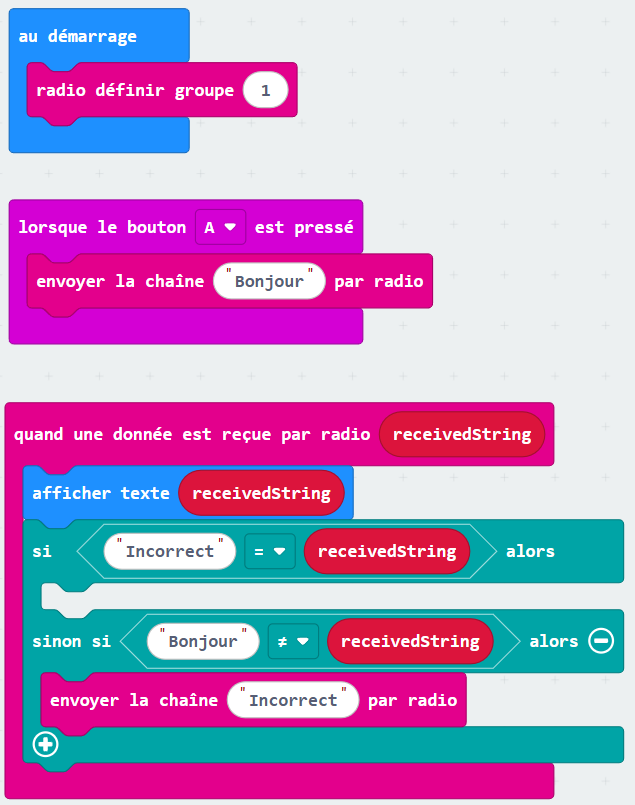 au démarrage
radio définir groupe 1
lorsque le bouton A est pressé
envoyer la chaîne "Bonjour" par radio
quand une donnée est reçue par radio receivedString
afficher texte receivedString
si "Incorrect" = receivedString alors
sinon si "Bonjour" ≠ receivedString alors
envoyer la chaîne "Incorrect" par radio